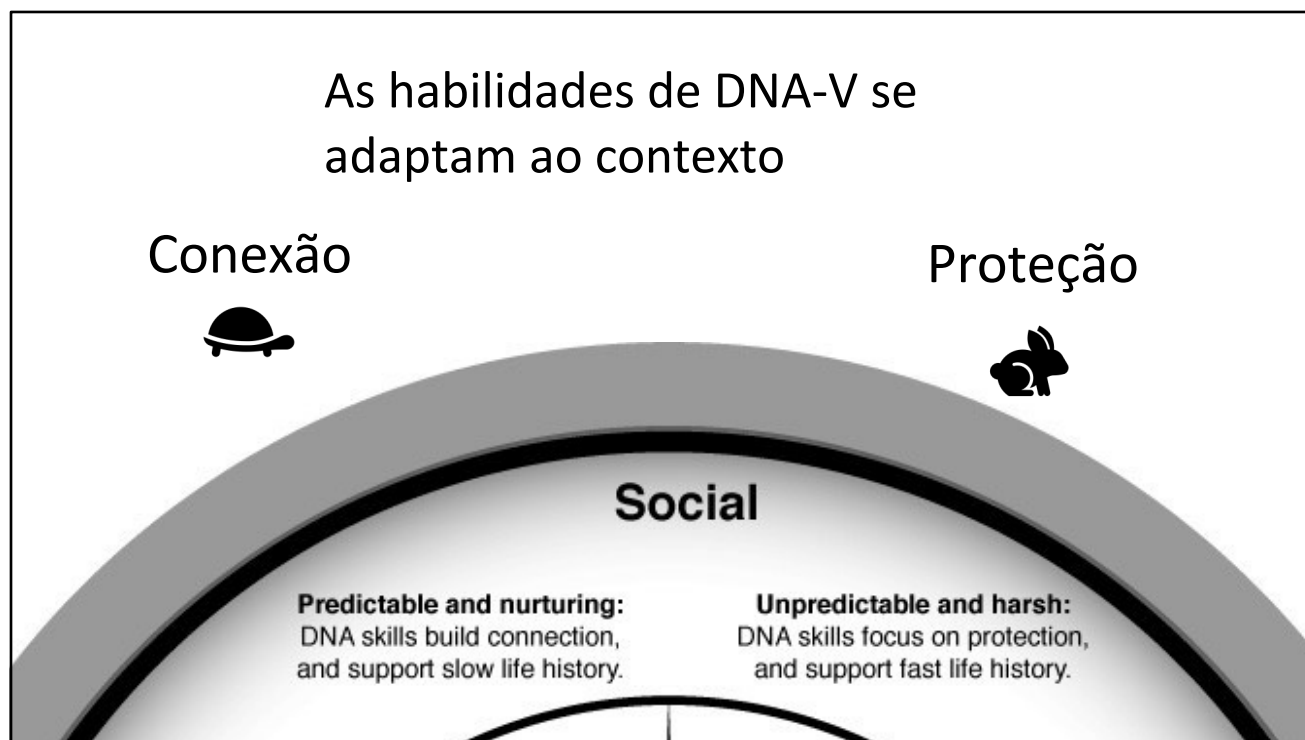 As habilidades de DNA-V se
adaptam ao contexto
Conexão
Proteção
Social
Predictable and nurturing:
DNA skills build connection,
and support slow life history.
Unpredictable and harsh:
DNA skills focus on protection,
and support fast life history.